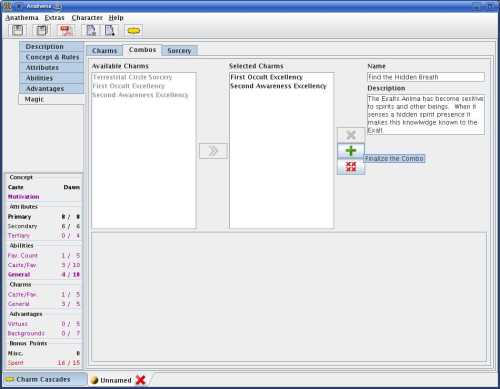 Anathema
Anathema Extras Character Help
Description
Concept & Rules
Attributes
Abilities
Advantages
Magic
Charms Combos Sorcery
Available Charms
Terrestrial Circle Sorcery
First Occult Excellency
Second Awareness Excellency
Selected Charms
First Occult Excellency
Second Awareness Excellency
Name
Find the Hidden Breath
Description
The Exalts Anima has become sesitive
to spirits and other beings. When it
senses a hidden spirit presence it
makes this knowlwdge known to the
Exalt.
Finalize the Combo
Concept
Caste Dawn
Motivation
Attributes
Primary 8 / 8
Secondary 6 / 6
Tertiary 0 / 4
Abilities
Fav. Count 1 / 5
Caste/Fav. 3 / 10
General 4 / 18
Charms
Caste/Fav. 1 / 5
General 3 / 5
Advantages
Virtues 0 / 5
Backgrounds 0 / 7
Bonus Points
Misc. 0
Spent 16 / 15
Charm Cascades
Unnamed